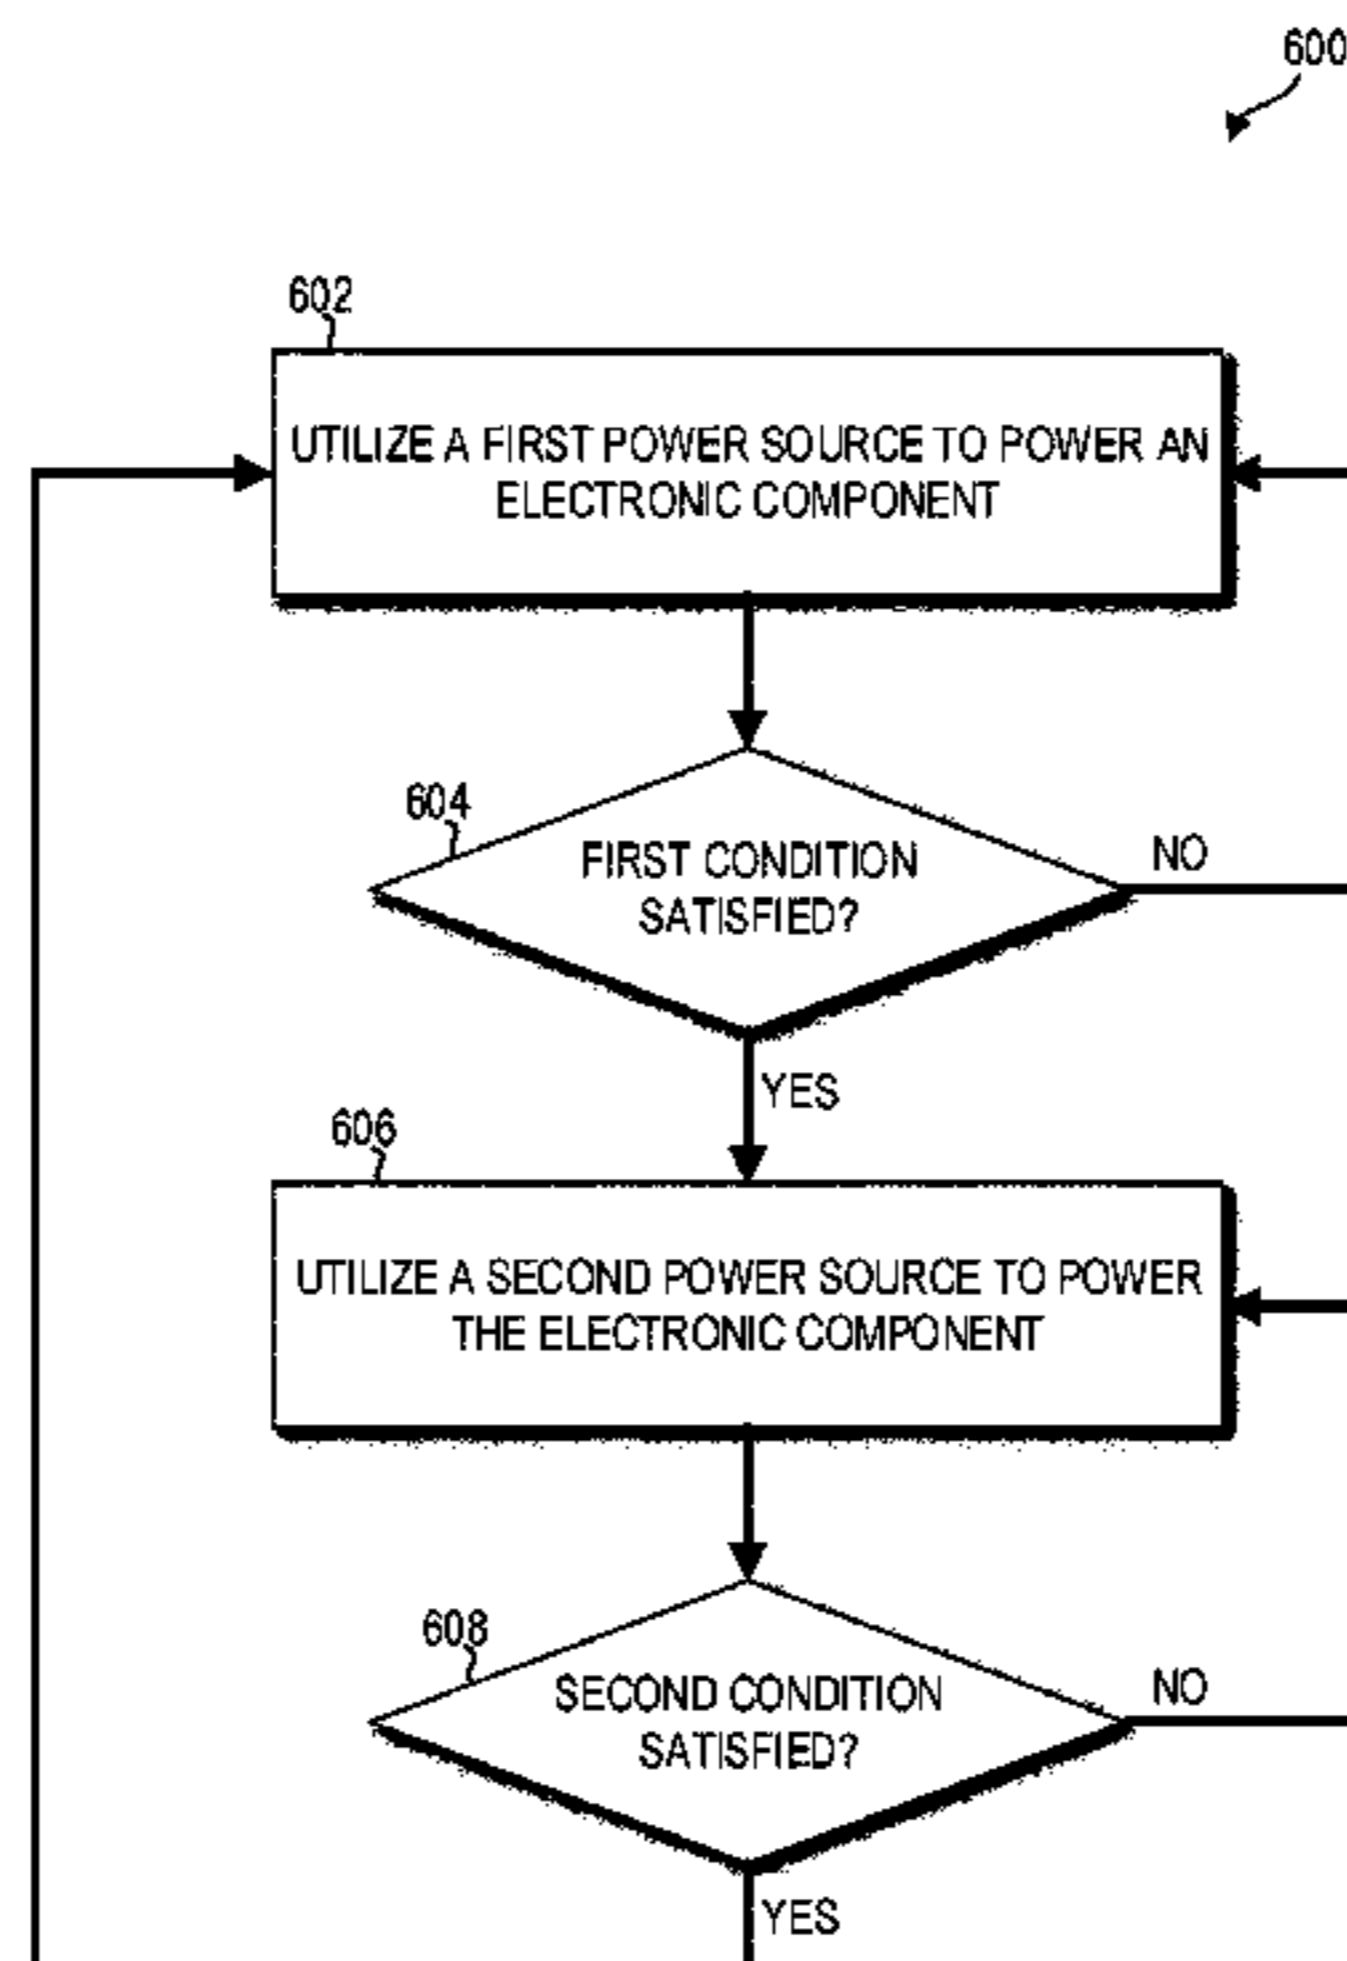 600
602
UTILIZE A FIRST POWER SOURCE TO POWER AN
ELECTRONIC COMPONENT
604
FIRST CONDITION
SATISFIED?
NO
YES
606
UTILIZE A SECOND POWER SOURCE TO POWER
THE ELECTRONIC COMPONENT
608
SECOND CONDITION
SATISFIED?
NO
YES